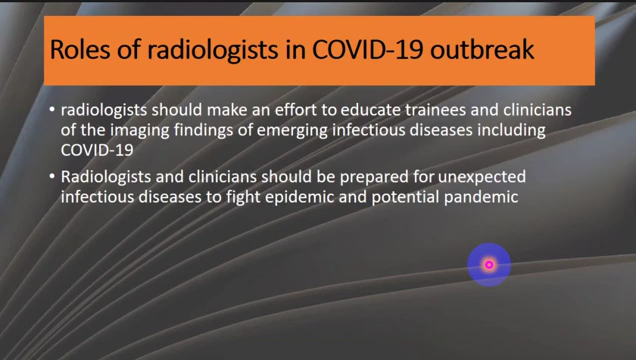 Roles of radiologists in COVID-19 outbreak
• radiologists should make an effort to educate trainees and clinicians
of the imaging findings of emerging infectious diseases including
COVID-19
• Radiologists and clinicians should be prepared for unexpected
infectious diseases to fight epidemic and potential pandemic